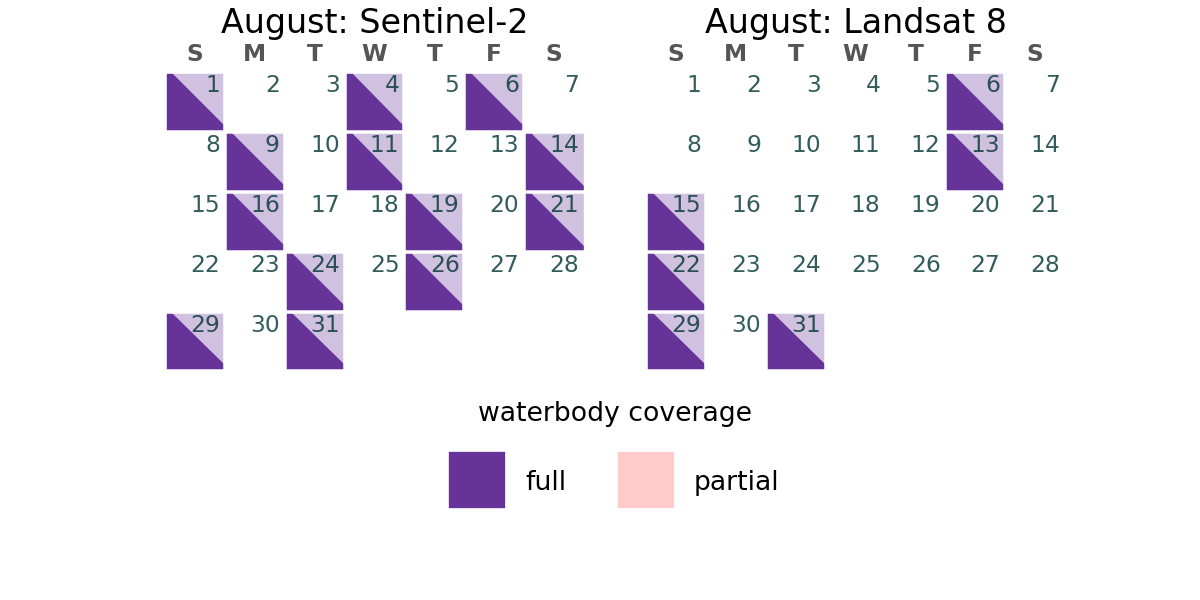 August: Sentinel-2
S M T W T F S
1 2 3 4 5 6 7
8 9 10 11 12 13 14
15 16 17 18 19 20 21
22 23 24 25 26 27 28
29 30 31
August: Landsat 8
S M T W T F S
1 2 3 4 5 6 7
8 9 10 11 12 13 14
15 16 17 18 19 20 21
22 23 24 25 26 27 28
29 30 31
waterbody coverage
full
partial